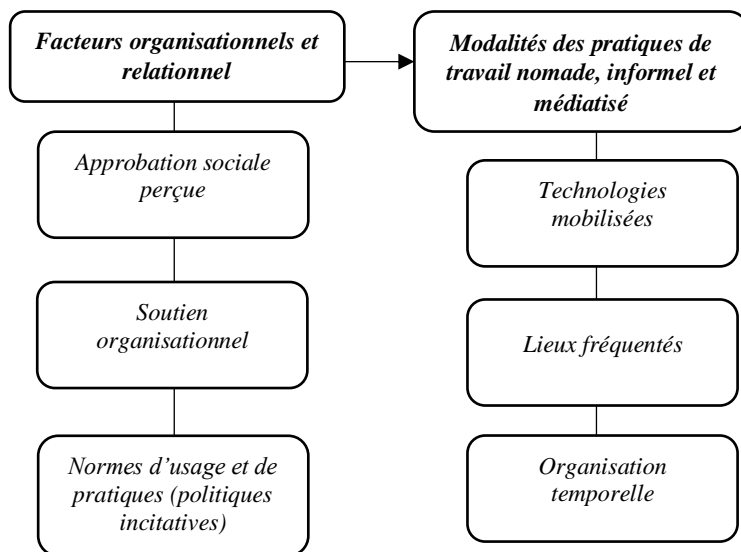 Facteurs organisationnels et
relationnel
Approbation sociale
perçue
Soutien
organisationnel
Normes d’usage et de
pratiques (politiques
incitatives)
Modalités des pratiques de
travail nomade, informel et
médiatisé
Technologies
mobilisées
Lieux fréquentés
Organisation
temporelle